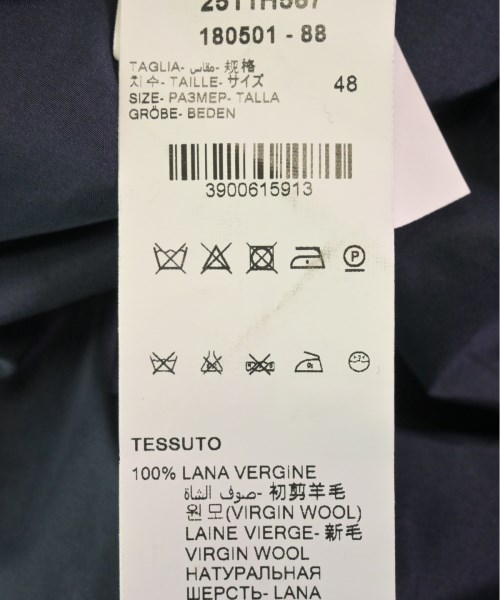 2511H567
180501 - 88
TAGLIA- مقاس- 规格
치수- TAILLE- サイズ
SIZE- РАЗМЕР- TALLA
GRÖBE- BEDEN
48
3900615913
P
TESSUTO
100% LANA VERGINE
صوف الشاة- 初剪羊毛
원모(VIRGIN WOOL)
LAINE VIERGE- 新毛
VIRGIN WOOL
НАТУРАЛЬНАЯ
ШЕРСТЬ- LANA